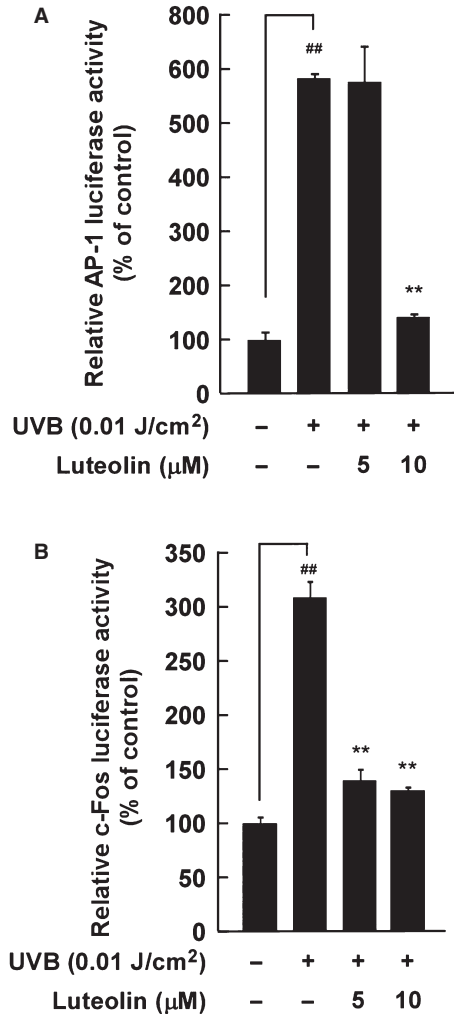 A
Relative AP-1 luciferase activity
(% of control)
800
600
500
400
300
200
100
0
##
**
UVB (0.01 J/cm²) – + + +
Luteolin (μM) – – 5 10
B
Relative c-Fos luciferase activity
(% of control)
350
300
250
200
150
100
50
0
##
**
**
UVB (0.01 J/cm²) – + + +
Luteolin (μM) – – 5 10